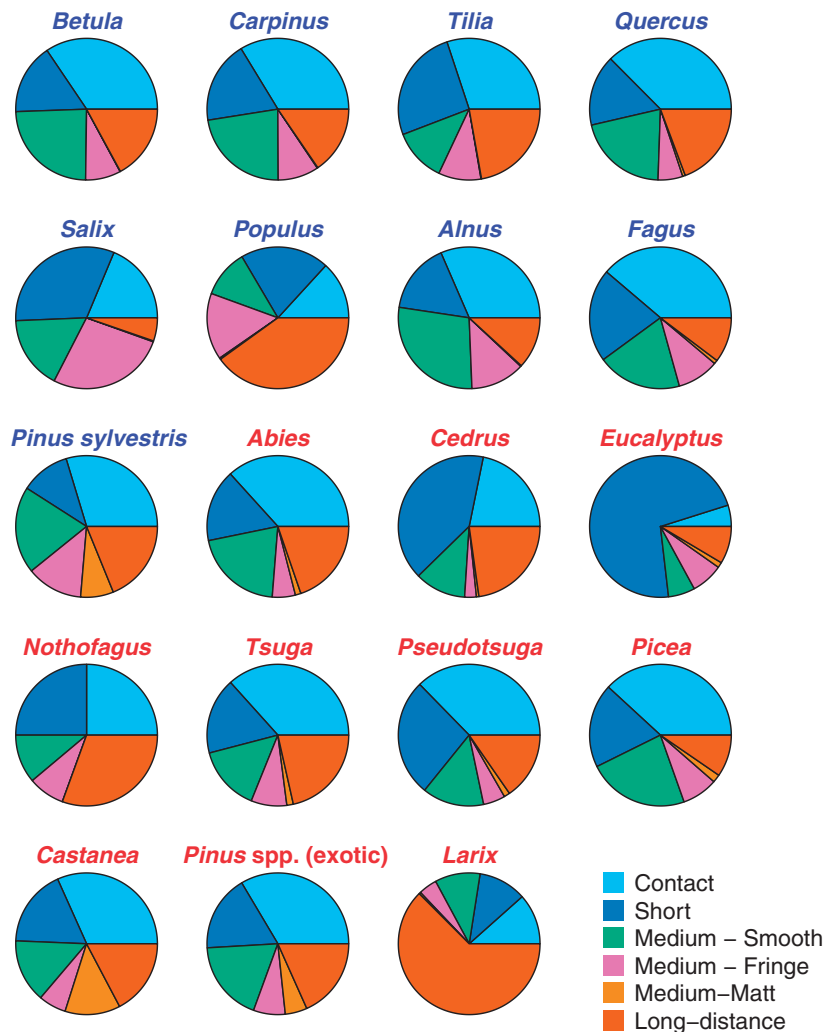 Betula
Carpinus
Tilia
Quercus
Salix
Populus
Alnus
Fagus
Pinus sylvestris
Abies
Cedrus
Eucalyptus
Nothofagus
Tsuga
Pseudotsuga
Picea
Castanea
Pinus spp. (exotic)
Larix
Contact
Short
Medium – Smooth
Medium – Fringe
Medium–Matt
Long–distance